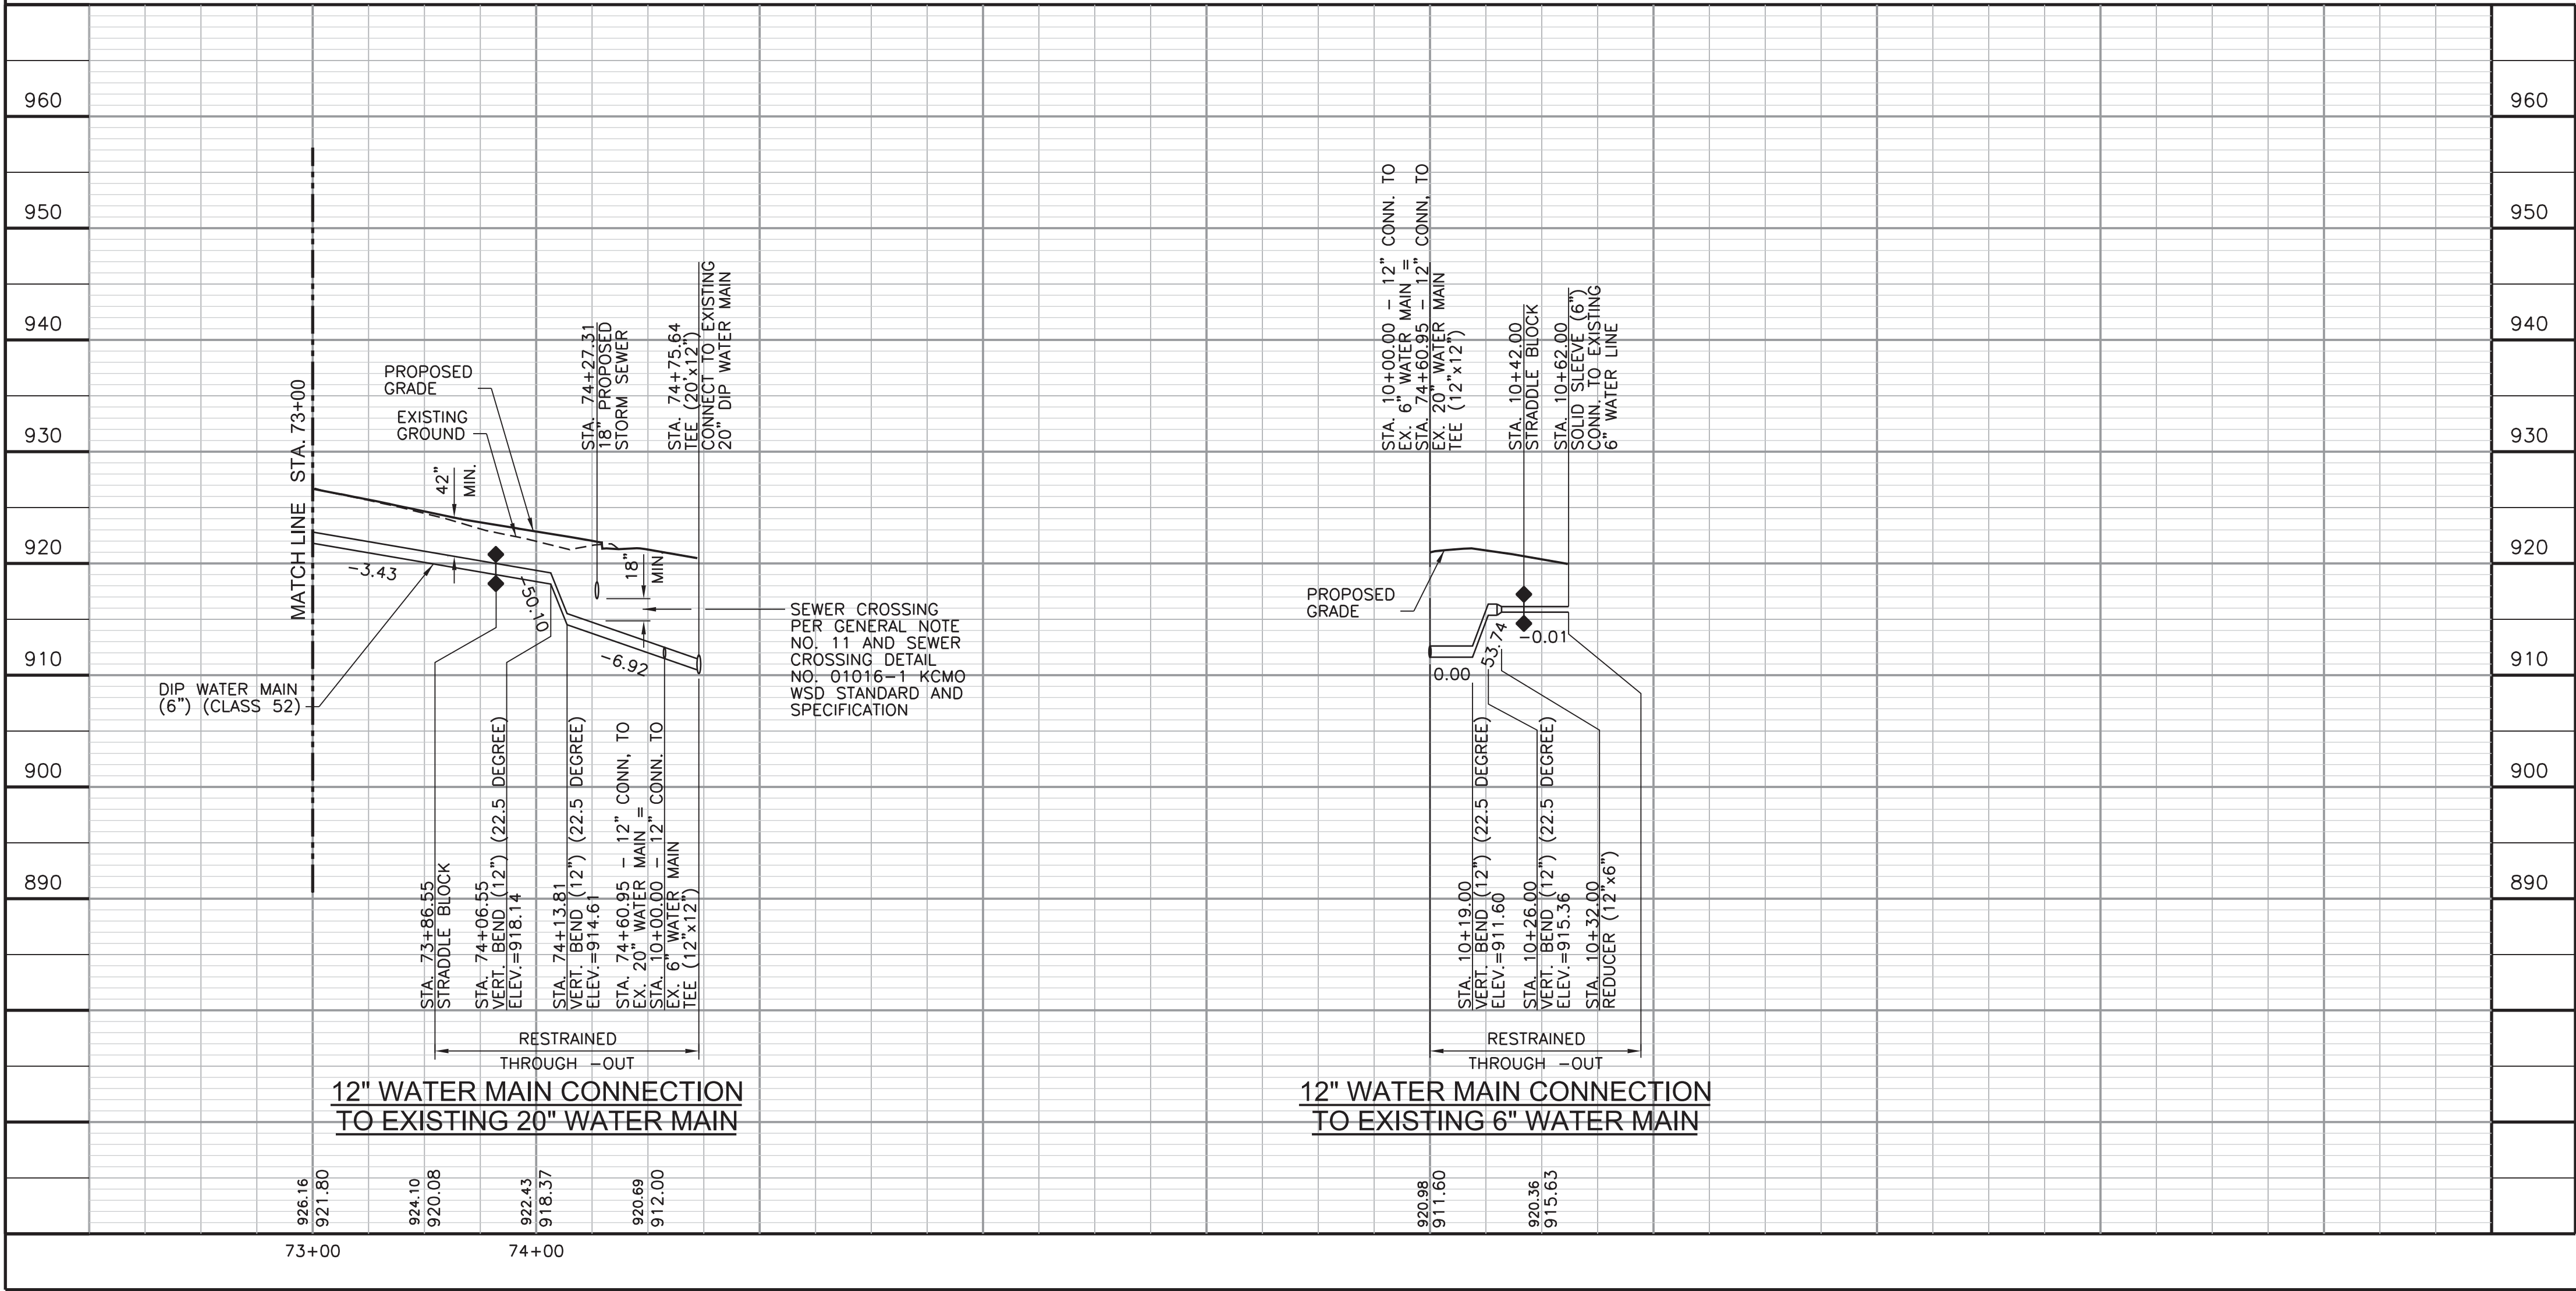 960
950
940
930
920
910
900
890
960
950
940
930
920
910
900
890
MATCH LINE STA. 73+00
PROPOSED
GRADE
EXISTING
GROUND
42"
MIN.
STA. 74+27.31
18" PROPOSED
STORM SEWER
STA. 74+75.64
TEE (20'x12")
CONNECT TO EXISTING
20" DIP WATER MAIN
18"
MIN
-3.43
-50.10
-6.92
SEWER CROSSING
PER GENERAL NOTE
NO. 11 AND SEWER
CROSSING DETAIL
NO. 01016-1 KCMO
WSD STANDARD AND
SPECIFICATION
DIP WATER MAIN
(6") (CLASS 52)
STA. 73+86.55
STRADDLE BLOCK
STA. 74+06.55
VERT. BEND (12") (22.5 DEGREE)
ELEV.=918.14
STA. 74+13.81
VERT. BEND (12") (22.5 DEGREE)
ELEV.=914.61
STA. 74+60.95 - 12" CONN, TO
EX. 20" WATER MAIN =
STA. 10+00.00 - 12" CONN. TO
EX. 6" WATER MAIN
TEE (12"x12")
RESTRAINED
THROUGH -OUT
12" WATER MAIN CONNECTION
TO EXISTING 20" WATER MAIN
926.16
921.80
924.10
920.08
922.43
918.37
920.69
912.00
73+00
74+00
STA. 10+00.00 - 12" CONN. TO
EX. 6" WATER MAIN =
STA. 74+60.95 - 12" CONN, TO
EX. 20" WATER MAIN
TEE (12"x12")
STA. 10+42.00
STRADDLE BLOCK
STA. 10+62.00
SOLID SLEEVE (6")
CONN. TO EXISTING
6" WATER LINE
PROPOSED
GRADE
0.00
53.74
-0.01
STA. 10+19.00
VERT. BEND (12") (22.5 DEGREE)
ELEV.=911.60
STA. 10+26.00
VERT. BEND (12") (22.5 DEGREE)
ELEV.=915.36
STA. 10+32.00
REDUCER (12"x6")
RESTRAINED
THROUGH -OUT
12" WATER MAIN CONNECTION
TO EXISTING 6" WATER MAIN
920.98
911.60
920.36
915.63